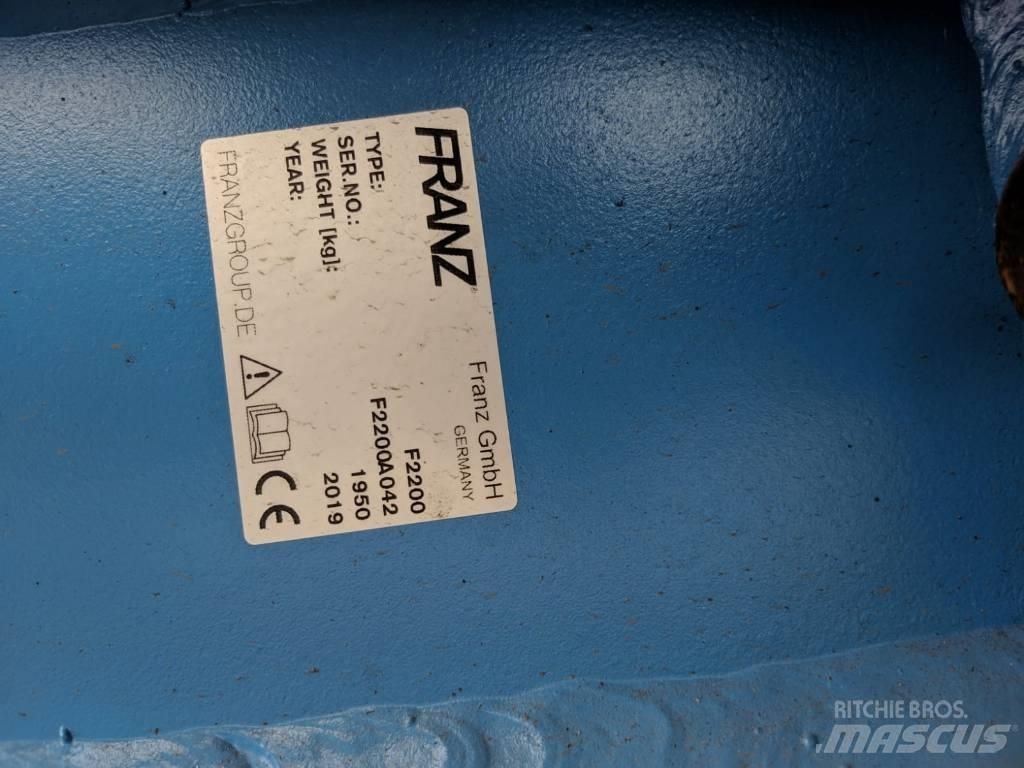 FRANZ®
Franz GmbH
GERMANY
TYPE: F2200
SER.NO.: F2200A042
WEIGHT [kg]: 1950
YEAR: 2019
FRANZGROUP.DE
CE
RITCHIE BROS.
MASCUS